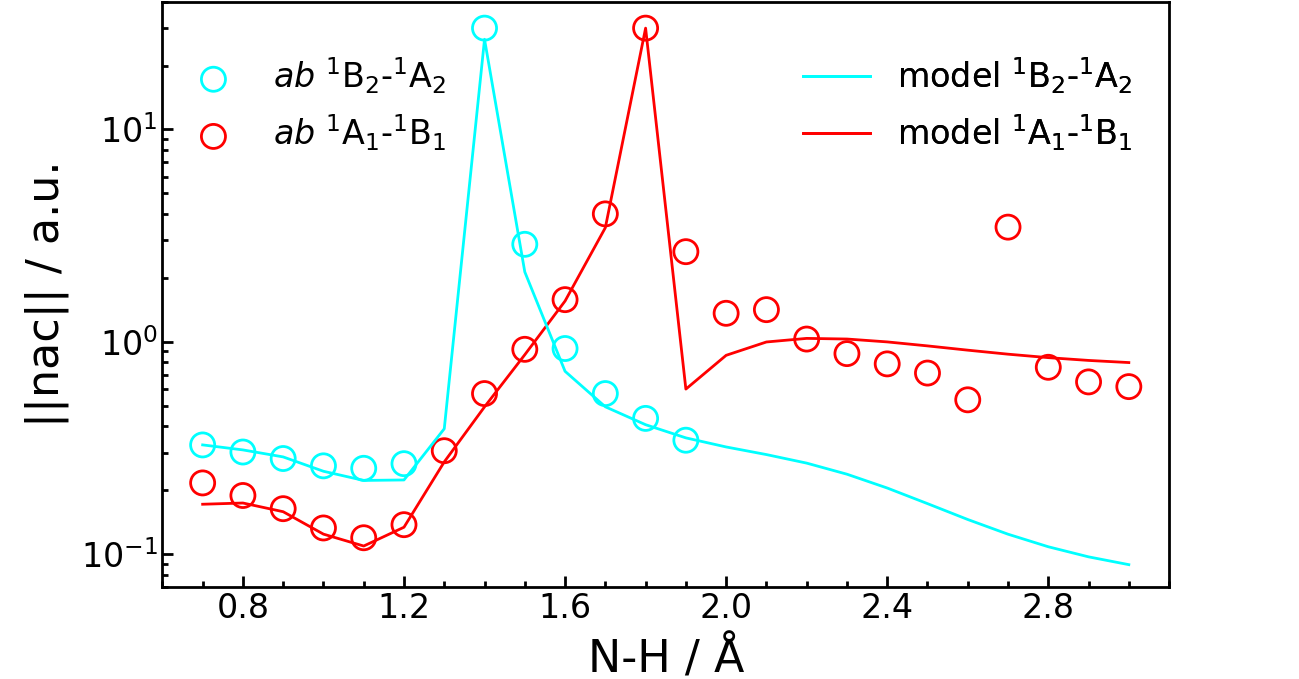 ab ¹B₂-¹A₂
ab ¹A₁-¹B₁
model ¹B₂-¹A₂
model ¹A₁-¹B₁
||nac|| / a.u.
10¹
10⁰
10⁻¹
0.8 1.2 1.6 2.0 2.4 2.8
N-H / Å